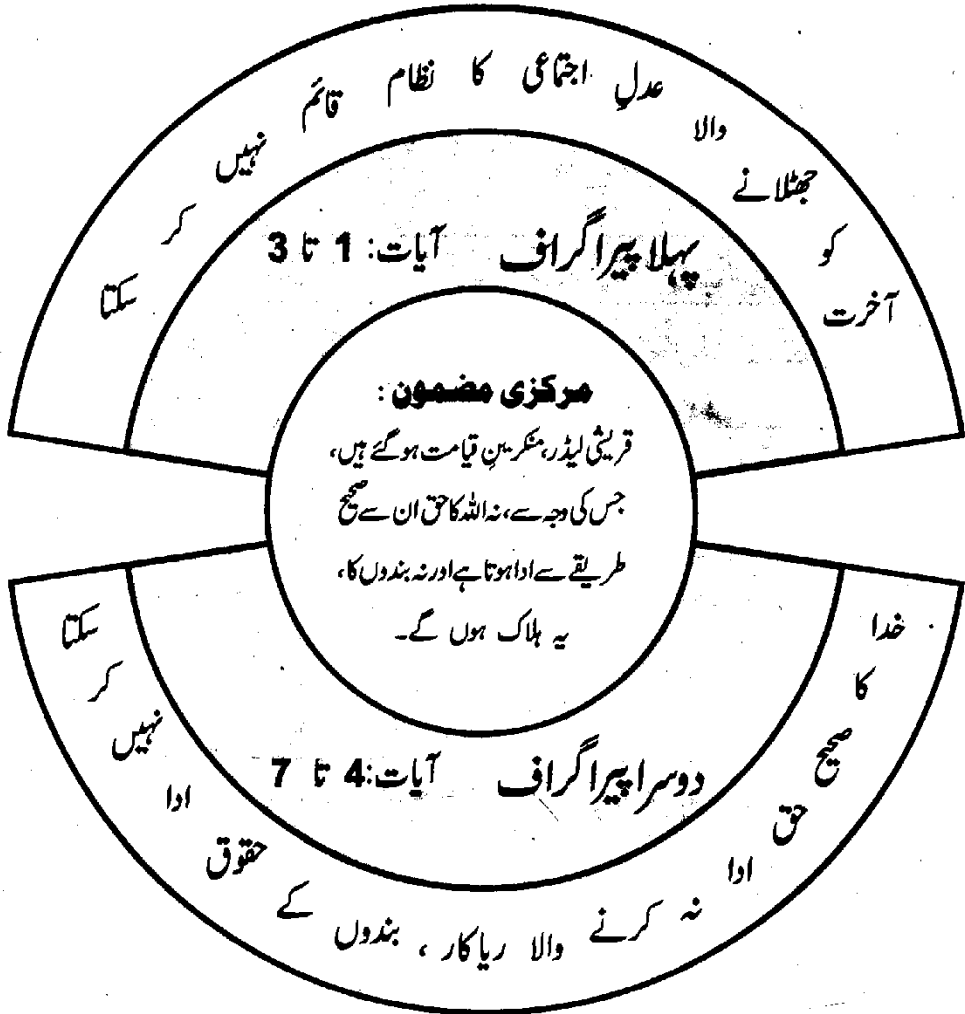 آخرت کو جھٹلانے والا عدلِ اجتماعی کا نظام قائم نہیں کر سکتا
پہلا پیراگراف آیات: 1 تا 3
مرکزی مضمون:
قریشی لیڈر، منکرینِ قیامت ہوگئے ہیں،
جس کی وجہ سے، نہ اللہ کا حق ان سے صحیح
طریقے سے ادا ہوتا ہے اور نہ بندوں کا،
یہ ہلاک ہوں گے۔
دوسرا پیراگراف آیات: 4 تا 7
خدا کا صحیح حق ادا نہ کرنے والا ریاکار، بندوں کے حقوق ادا نہیں کر سکتا